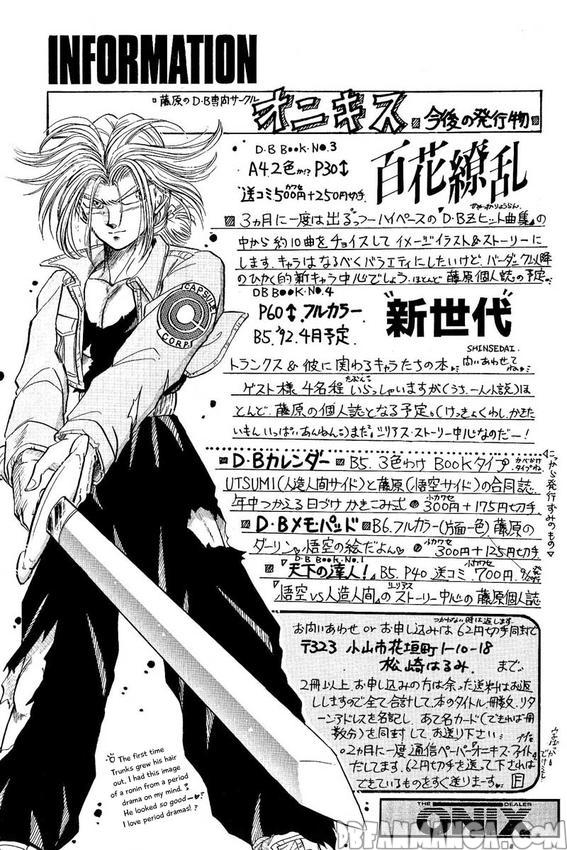 INFORMATION
□藤原のD・B専向サークル
オニキス 今後の発行物
D・B BOOK・NO.3
A4 2色か!? P30↕
送コミ500円+250円切手
百花繚乱
3ヵ月に一度は出るっつーハイペースの『D・BZヒット曲集』の
中から約10曲をチョイスしてイメージイラスト&ストーリーに
します。キャラはなるべくバラエティにしたいけど、バーダック以降
のひかく的新キャラ中心でしょう。ほとんど藤原個人誌の予定。
DB BOOK・NO.4
P60↕ フルカラー
B5.'92.4月予定
"新世代"
SHINSEDAI.
トランクス&彼に関わるキャラたちの本。
ゲスト様4名程いらっしゃいますが(うち、一人小説)ほ
とんど、藤原の個人誌となる予定。(けっきょくわし、かきた
いもんいっぱいあんねんこ)まだシリアス・ストーリー中心なのだー!
にから発行ずみのもの
D・Bカレンダー B5.3色わけBOOKタイプ
UTSUMI(人造人間サイド)と藤原(悟空サイド)の合同誌.
年中つかえる日づけかきこみ式 300円+175円切手
D・Bメモパッド B6.フルカラー(片面一色)藤原の
ダーリン悟空の絵だよん 300円+125円切手
D・B BOOK・NO.1
『天下の達人!』B5.P40 送コミ700円.
『悟空VS人造人間』のストーリー中心の藤原個人誌
お向いあわせ or お申し込みは62円切手同封で
〒323 小山市花垣町1-10-18
松崎はるみ まで.
2冊以上、お申し込みの方は余った送料はお返
ししますので全て合計して、本のタイトル・冊数、リタ
ーンアドレスを名記し、あて名カード(できれば冊
数分)を同封してお送り下さい。
2カ月に一度通信ペーパー「オニキス・ナイト」
だしてます。62円切手送って下されば
できているものをすぐ送りまーす。
The first time
Trunks grew his hair
out, I had this image
of a ronin from a period
drama on my mind.
He looked so good
I love period dramas!
CAPSULE
CORPS
THE ONIX DEALER
DBFANMANGA.COM